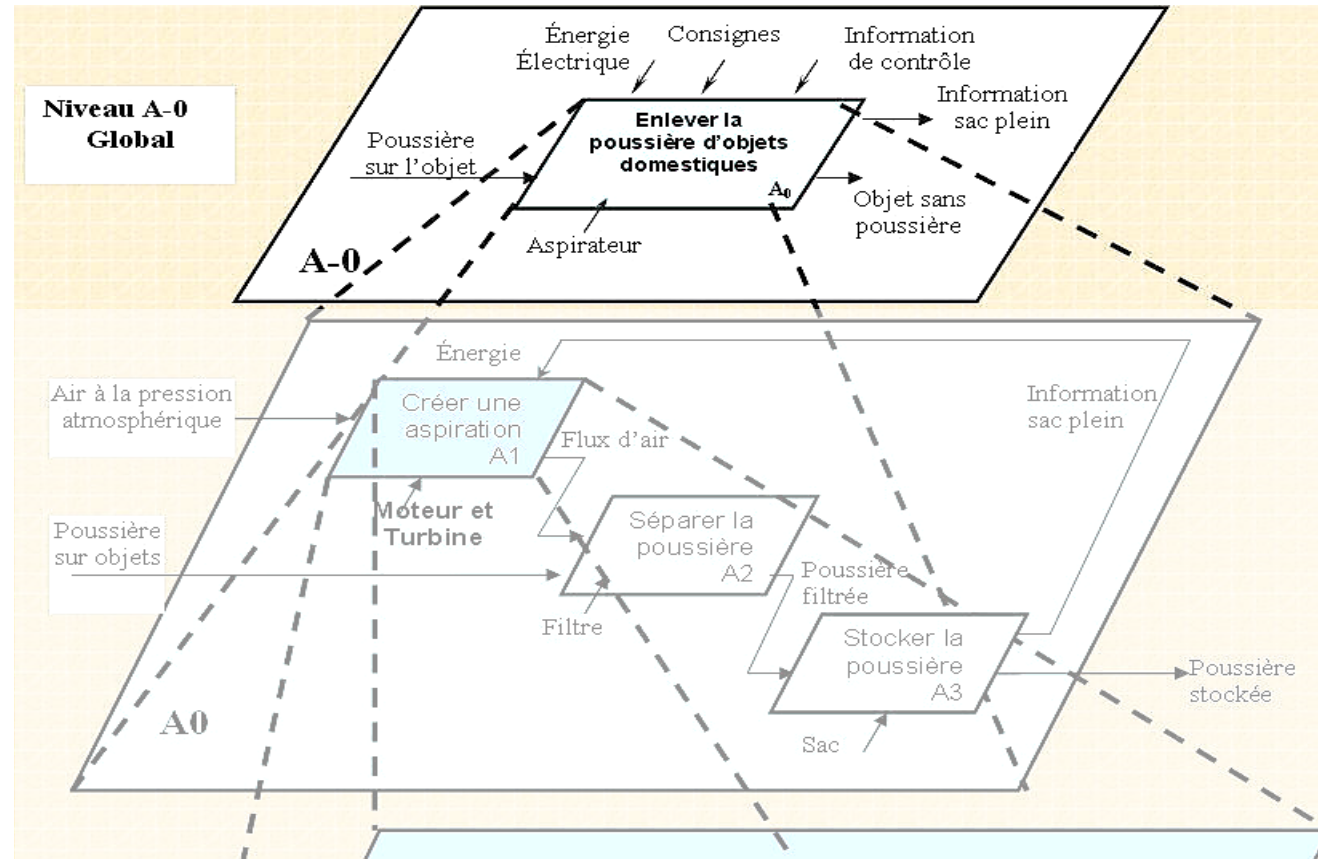 Niveau A-0
Global
Énergie
Électrique
Consignes
Information
de contrôle
Information
sac plein
Enlever la
poussière d'objets
domestiques
A0
Poussière
sur l'objet
Objet sans
poussière
Aspirateur
A-0
Énergie
Air à la pression
atmosphérique
Créer une
aspiration
A1
Flux d'air
Information
sac plein
Moteur et
Turbine
Poussière
sur objets
Séparer la
poussière
A2
Poussière
filtrée
Filtre
Stocker la
poussière
A3
Poussière
stockée
Sac
A0